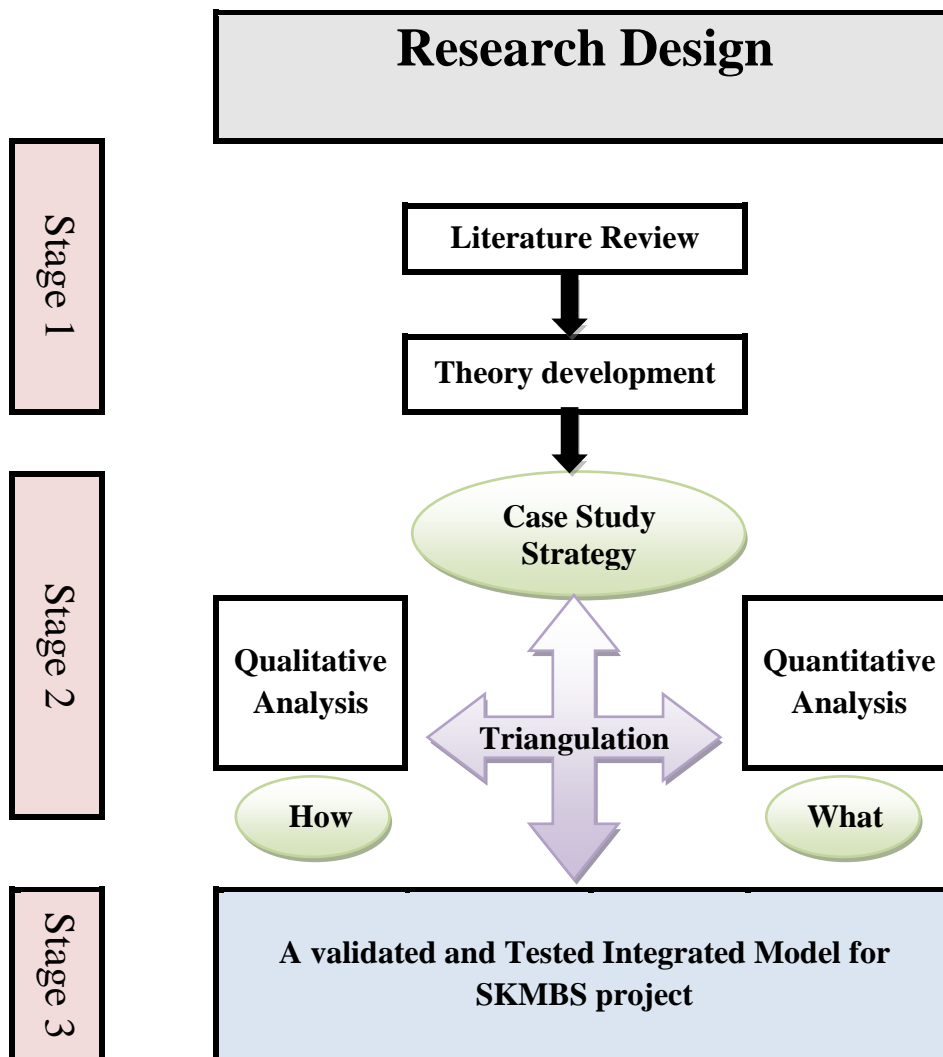 Research Design
Stage 1
Literature Review
Theory development
Stage 2
Case Study
Strategy
Qualitative
Analysis
Triangulation
Quantitative
Analysis
How
What
Stage 3
A validated and Tested Integrated Model for
SKMBS project